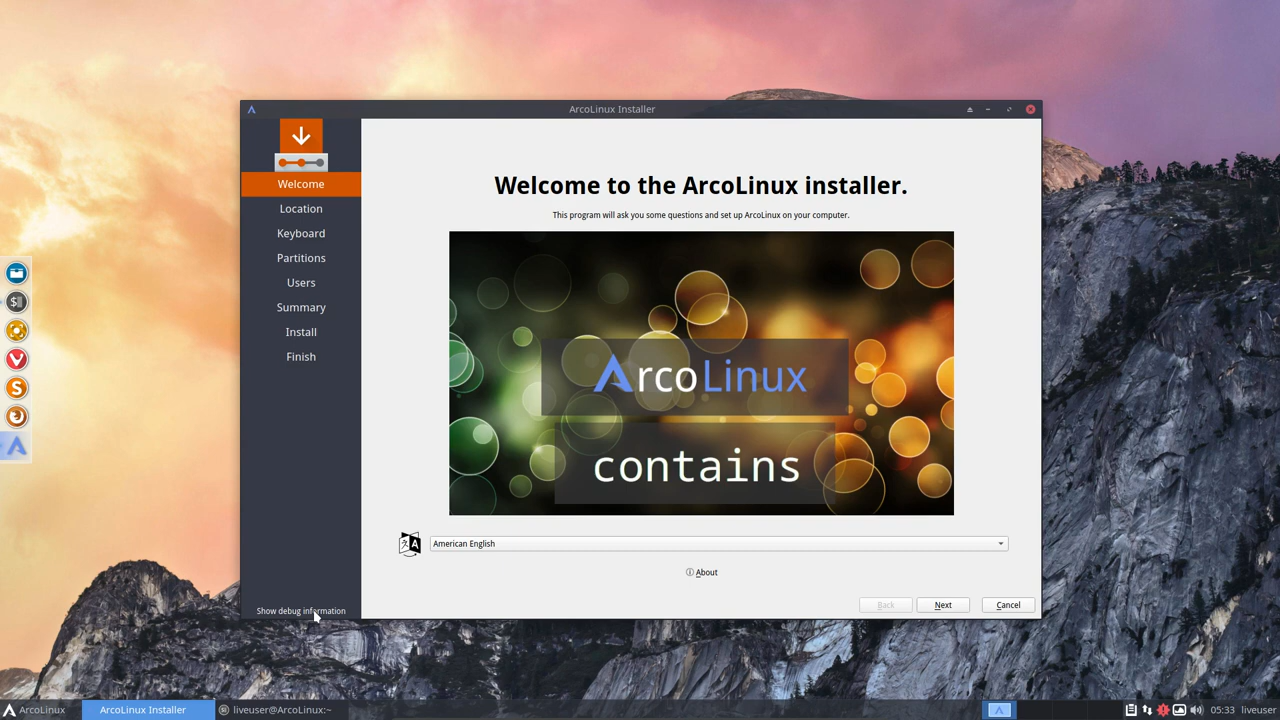 ArcoLinux Installer
Welcome
Location
Keyboard
Partitions
Users
Summary
Install
Finish
Show debug information
Welcome to the ArcoLinux installer.
This program will ask you some questions and set up ArcoLinux on your computer.
ArcoLinux
contains
American English
About
Back
Next
Cancel
ArcoLinux
ArcoLinux Installer
liveuser@ArcoLinux:~
05:33
liveuser